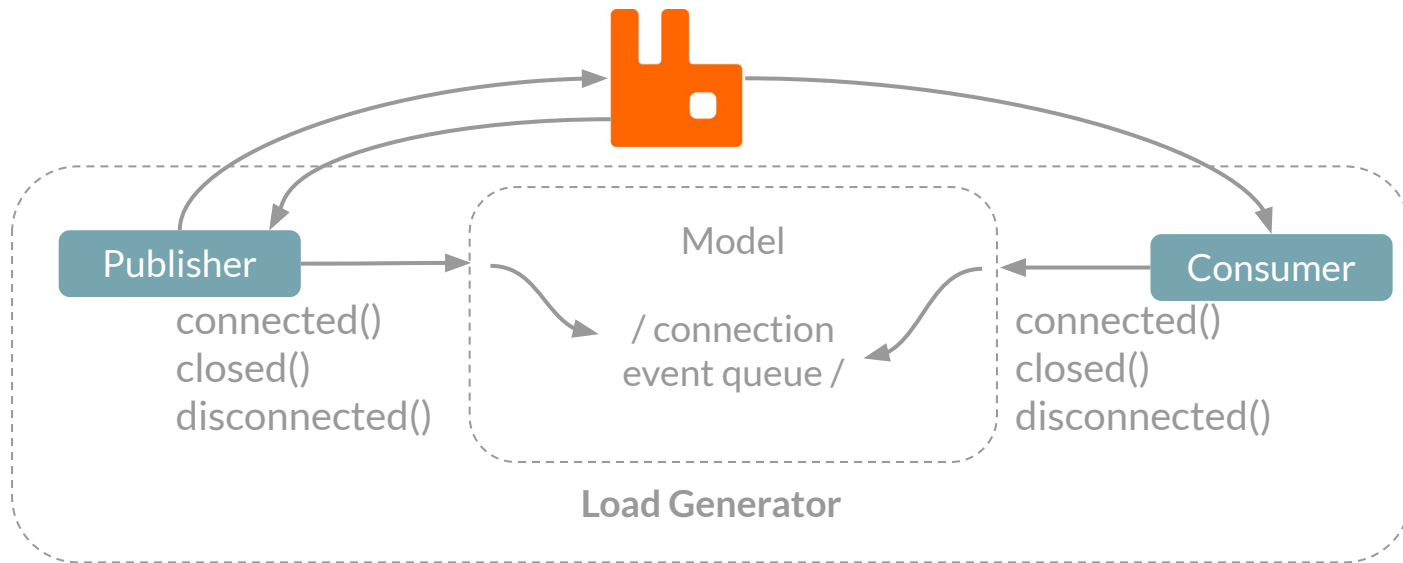 Model
Publisher
Consumer
connected()
closed()
disconnected()
/ connection
event queue /
connected()
closed()
disconnected()
Load Generator